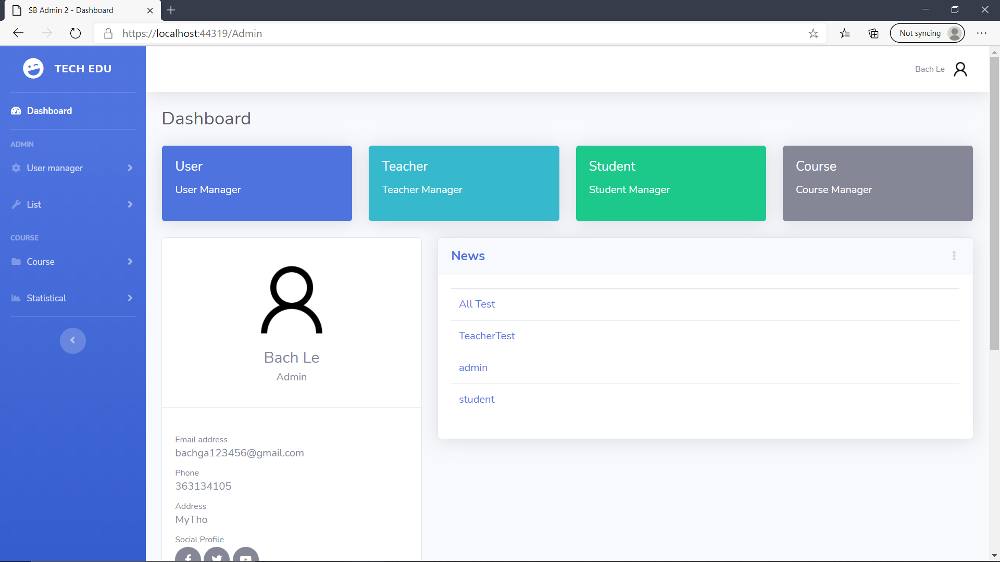 SB Admin 2 - Dashboard
https://localhost:44319/Admin
Not syncing
TECH EDU
Bach Le
Dashboard
ADMIN
User manager
List
COURSE
Course
Statistical
Dashboard
User
User Manager
Teacher
Teacher Manager
Student
Student Manager
Course
Course Manager
Bach Le
Admin
Email address
bachga123456@gmail.com
Phone
363134105
Address
MyTho
Social Profile
News
All Test
TeacherTest
admin
student